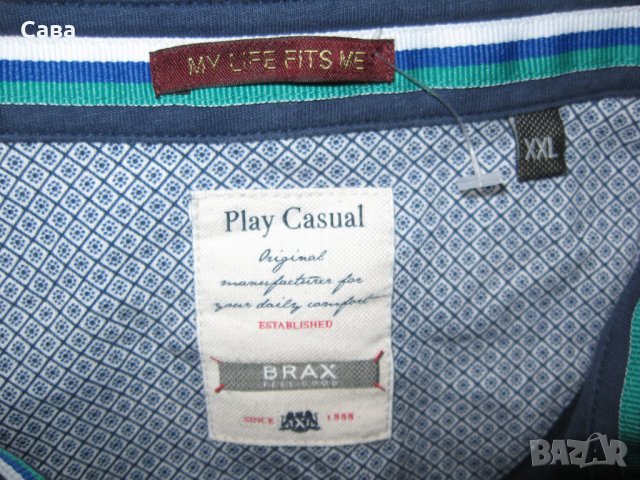 Сава
MY LIFE FITS ME
XXL
Play Casual
Original
manufacturer for
your daily comfort
ESTABLISHED
BRAX
FEEL GOOD
SINCE 1888
BAZAR